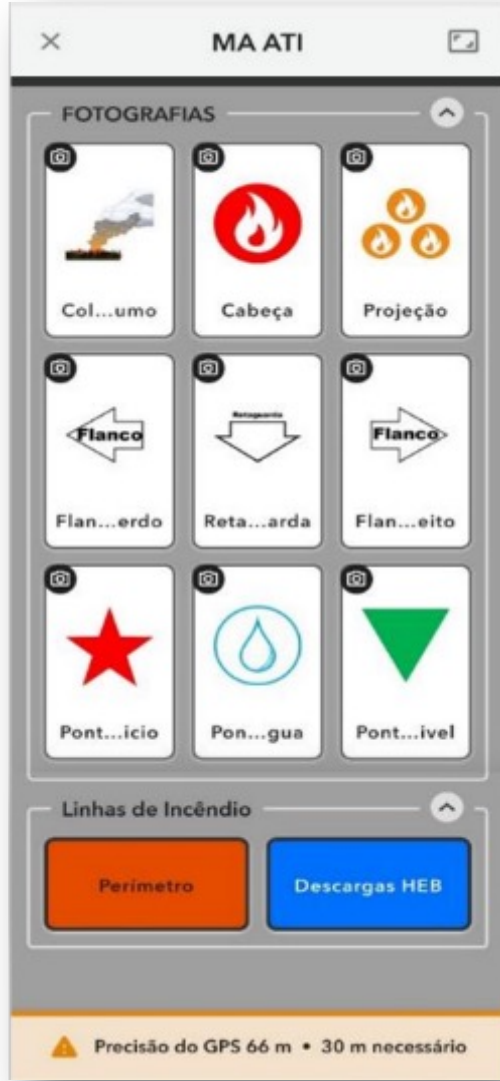 MA ATI
FOTOGRAFIAS
Col...umo
Cabeça
Projeção
Flanco
Retaguarda
Flanco
Flan...erdo
Reta...arda
Flan...eito
Pont...icio
Pon...gua
Pont...ivel
Linhas de Incêndio
Perímetro
Descargas HEB
Precisão do GPS 66 m • 30 m necessário